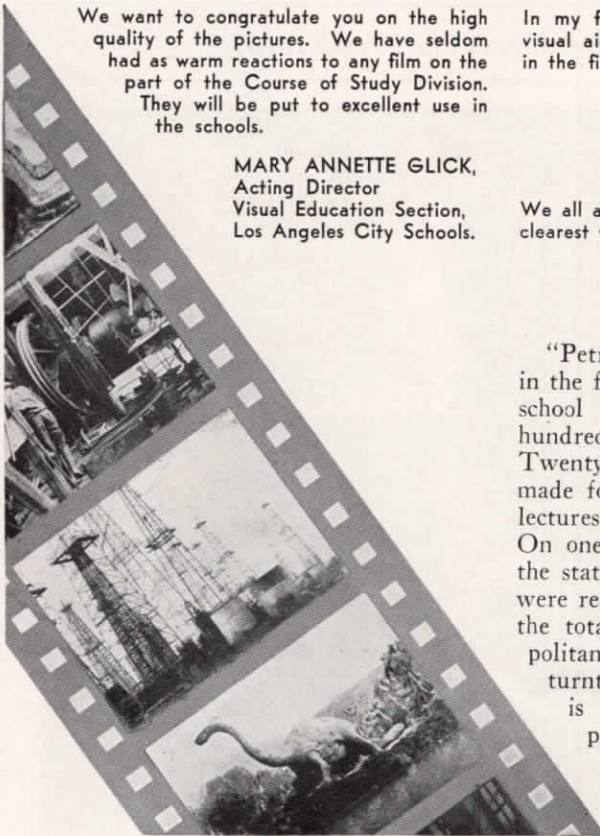 We want to congratulate you on the high
quality of the pictures. We have seldom
had as warm reactions to any film on the
part of the Course of Study Division.
They will be put to excellent use in
the schools.
MARY ANNETTE GLICK,
Acting Director
Visual Education Section,
Los Angeles City Schools.
In my f
visual ai
in the fi
We all a
clearest
"Petr
in the f
school
hundred
Twenty
made fo
lectures
On one
the stat
were re
the tota
politan
turnt
is
p